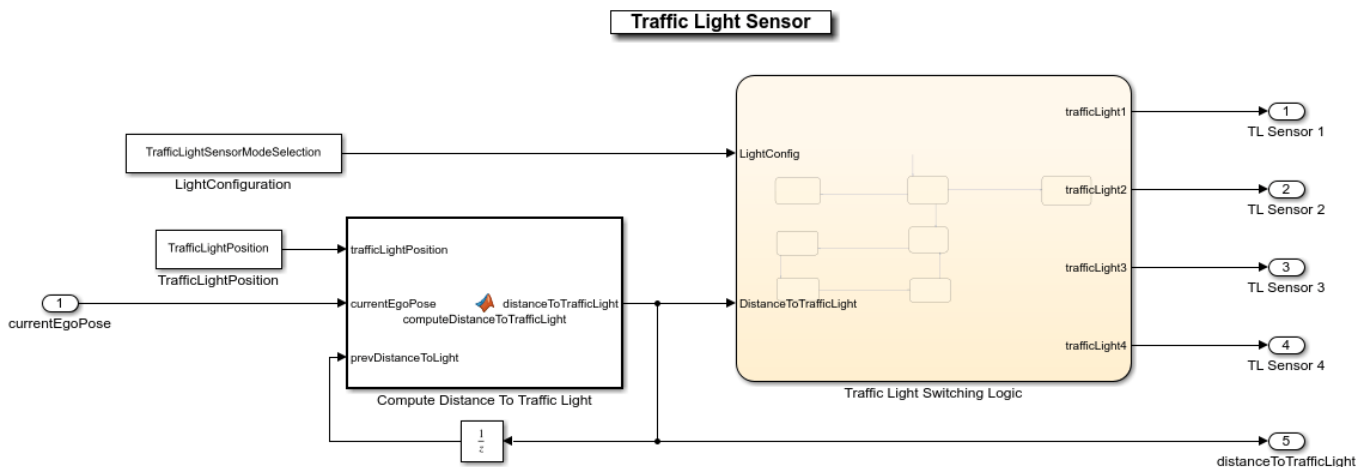 Traffic Light Sensor
trafficLight1
1
TL Sensor 1
TrafficLightSensorModeSelection
LightConfiguration
LightConfig
trafficLight2
2
TL Sensor 2
TrafficLightPosition
TrafficLightPosition
trafficLightPosition
1
currentEgoPose
currentEgoPose
distanceToTrafficLight
computeDistanceToTrafficLight
prevDistanceToLight
Compute Distance To Traffic Light
DistanceToTrafficLight
trafficLight3
3
TL Sensor 3
trafficLight4
4
TL Sensor 4
Traffic Light Switching Logic
1
z
5
distanceToTrafficLight